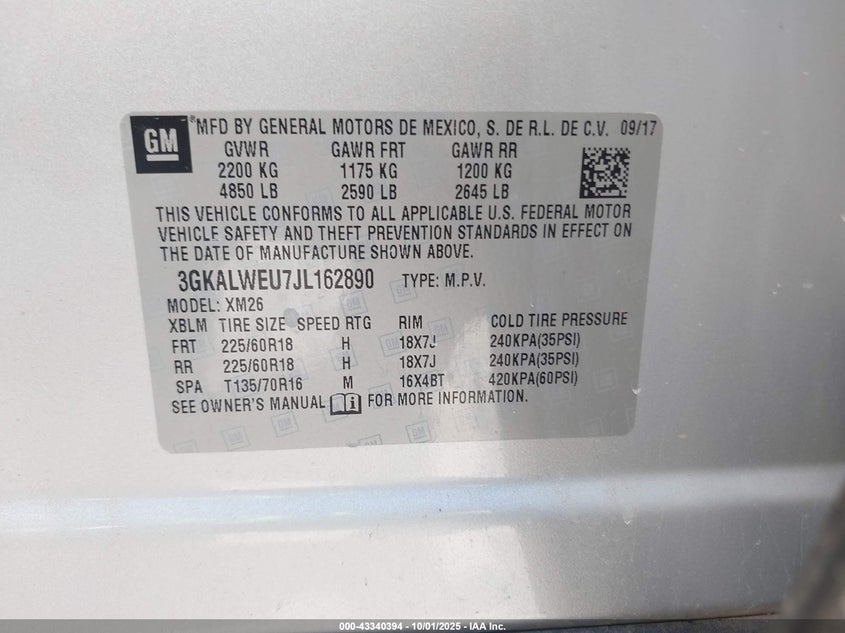 GM ®MFD BY GENERAL MOTORS DE MEXICO, S. DE R.L. DE C.V. 09/17
GVWR GAWR FRT GAWR RR
2200 KG 1175 KG 1200 KG
4850 LB 2590 LB 2645 LB
THIS VEHICLE CONFORMS TO ALL APPLICABLE U.S. FEDERAL MOTOR
VEHICLE SAFETY AND THEFT PREVENTION STANDARDS IN EFFECT ON
THE DATE OF MANUFACTURE SHOWN ABOVE.
3GKALWEU7JL162890 TYPE: M.P.V.
MODEL: XM26
XBLM TIRE SIZE SPEED RTG RIM COLD TIRE PRESSURE
FRT 225/60R18 H 18X7J 240KPA(35PSI)
RR 225/60R18 H 18X7J 240KPA(35PSI)
SPA T135/70R16 M 16X4BT 420KPA(60PSI)
SEE OWNER'S MANUAL FOR MORE INFORMATION.
000-43340394 - 10/01/2025 - IAA Inc.